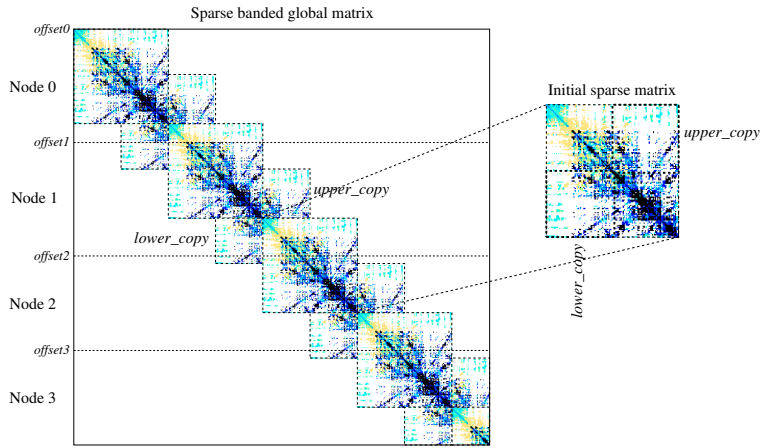 Sparse banded global matrix
offset0
Node 0
Initial sparse matrix
upper_copy
offset1
Node 1
upper_copy
lower_copy
offset2
lower_copy
Node 2
offset3
Node 3